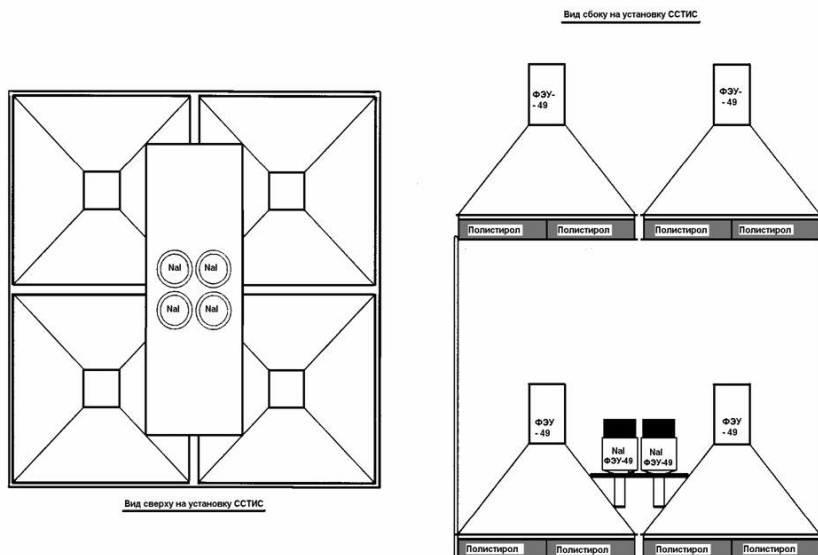 Вид сбоку на установку ССТИС
ФЭУ-
- 49
ФЭУ-
- 49
Полистирол Полистирол Полистирол Полистирол
NaI NaI
NaI NaI
Вид сверху на установку ССТИС
ФЭУ
- 49
NaI
ФЭУ-49
NaI
ФЭУ-49
ФЭУ
- 49
Полистирол Полистирол Полистирол Полистирол